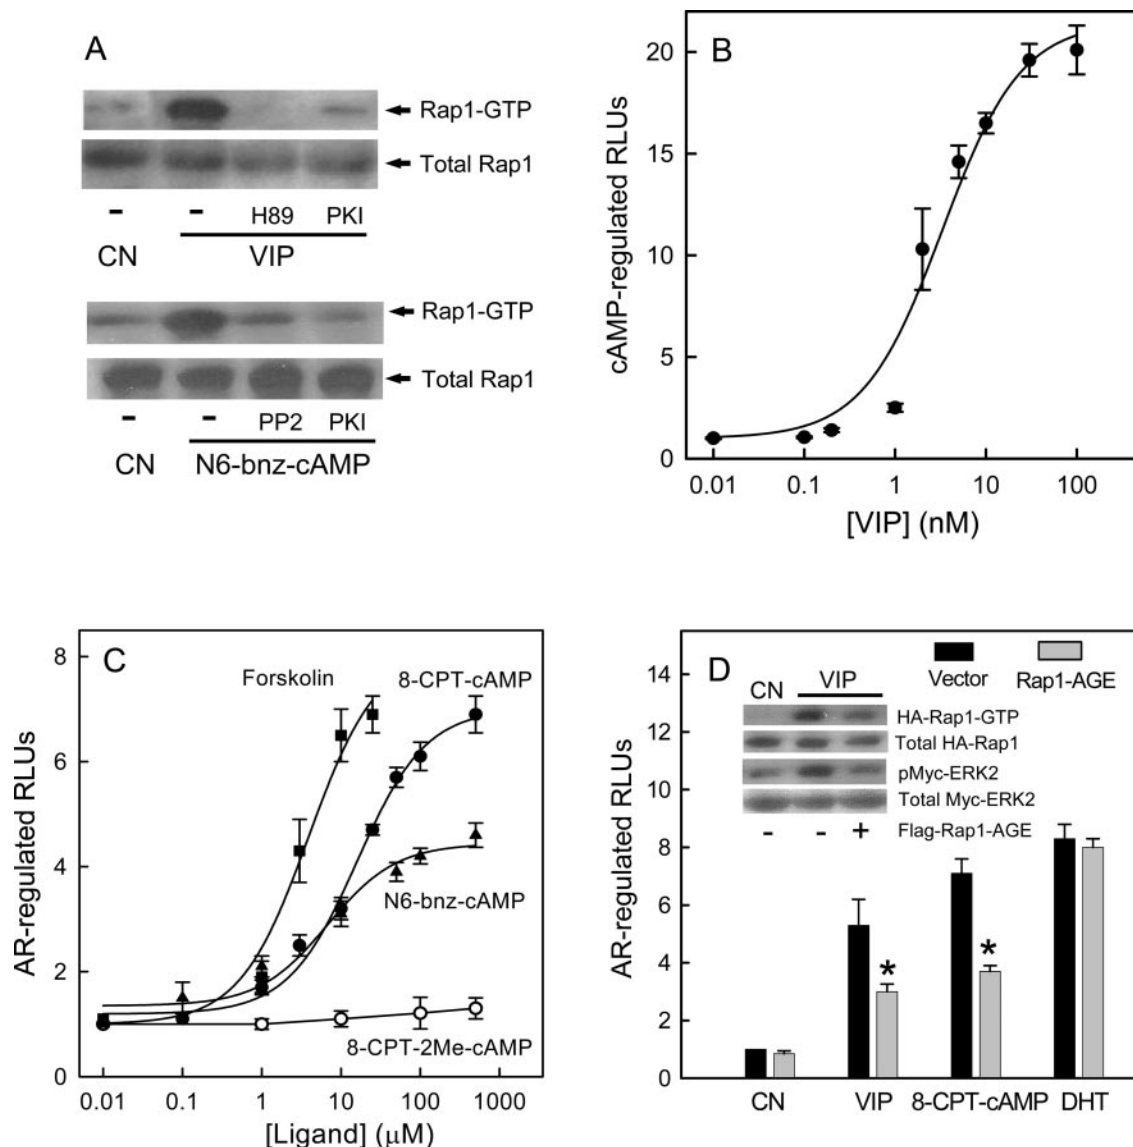 A
Rap1-GTP
Total Rap1
- - H89 PKI
CN VIP
Rap1-GTP
Total Rap1
- - PP2 PKI
CN N6-bnz-cAMP
B
cAMP-regulated RLUs
20
15
10
5
0
0.01 0.1 1 10 100
[VIP] (nM)
C
AR-regulated RLUs
8
6
4
2
0
Forskolin
8-CPT-cAMP
N6-bnz-cAMP
8-CPT-2Me-cAMP
0.01 0.1 1 10 100 1000
[Ligand] (μM)
D
AR-regulated RLUs
14
12
10
8
6
4
2
0
Vector Rap1-AGE
CN VIP
HA-Rap1-GTP
Total HA-Rap1
pMyc-ERK2
Total Myc-ERK2
- - + Flag-Rap1-AGE
* *
CN VIP 8-CPT-cAMP DHT